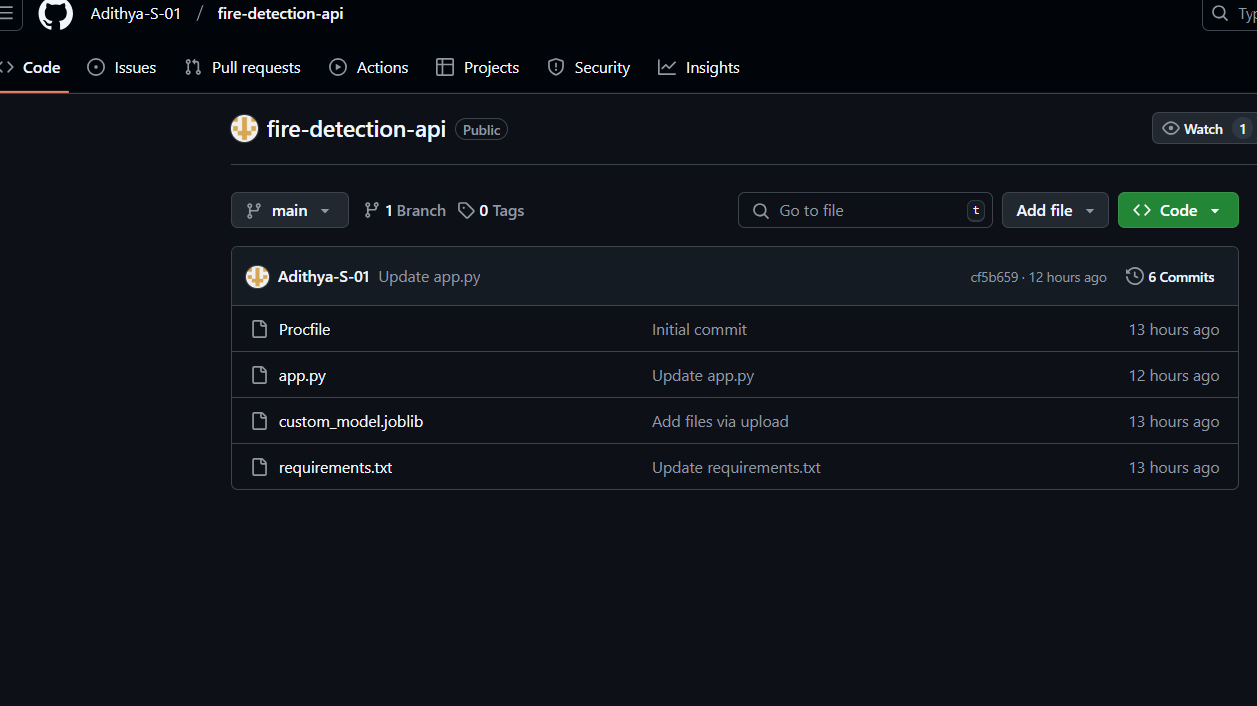 Adithya-S-01 / fire-detection-api
Code Issues Pull requests Actions Projects Security Insights
fire-detection-api Public Watch 1
main 1 Branch 0 Tags Go to file t Add file Code
Adithya-S-01 Update app.py cf5b659 · 12 hours ago 6 Commits
Procfile Initial commit 13 hours ago
app.py Update app.py 12 hours ago
custom_model.joblib Add files via upload 13 hours ago
requirements.txt Update requirements.txt 13 hours ago